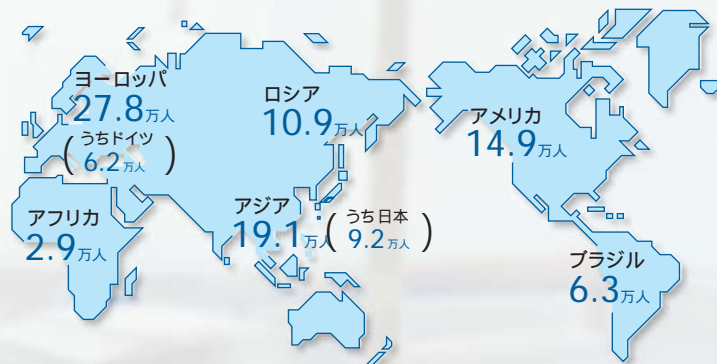 ヨーロッパ
27.8万人
(うちドイツ
6.2万人)
ロシア
10.9万人
アメリカ
14.9万人
アフリカ
2.9万人
アジア
19.1万人
(うち日本
9.2万人)
ブラジル
6.3万人